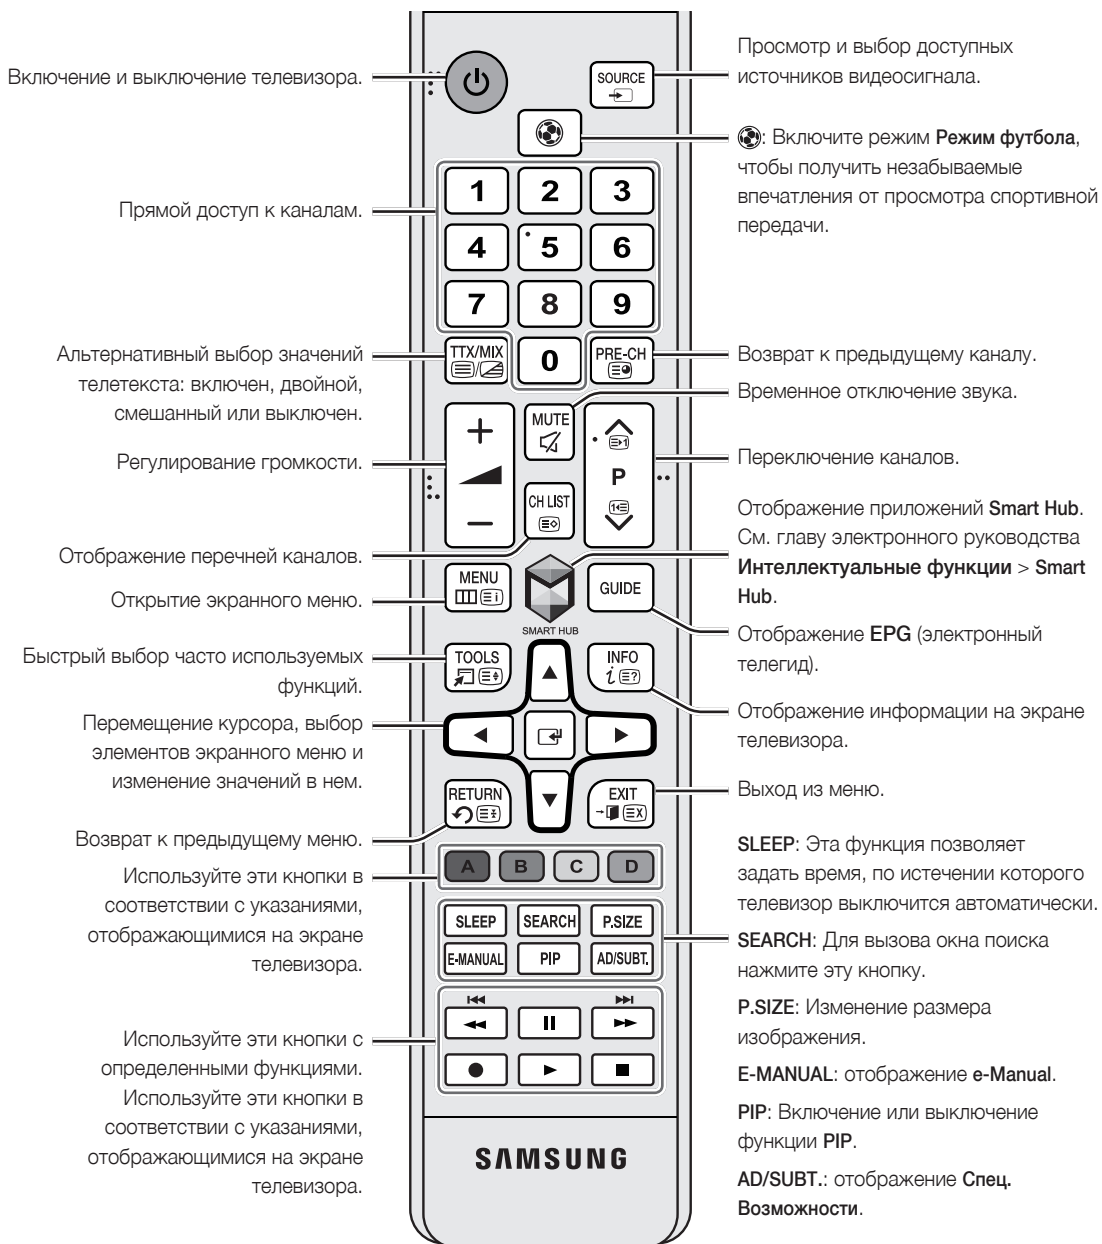 Включение и выключение телевизора.
Прямой доступ к каналам.
Альтернативный выбор значений
телетекста: включен, двойной,
смешанный или выключен.
Регулирование громкости.
Отображение перечней каналов.
Открытие экранного меню.
Быстрый выбор часто используемых
функций.
Перемещение курсора, выбор
элементов экранного меню и
изменение значений в нем.
Возврат к предыдущему меню.
Используйте эти кнопки в
соответствии с указаниями,
отображающимися на экране
телевизора.
Используйте эти кнопки с
определенными функциями.
Используйте эти кнопки в
соответствии с указаниями,
отображающимися на экране
телевизора.
SOURCE
1 2 3
4 5 6
7 8 9
TTX/MIX 0 PRE-CH
+ MUTE
P
CH LIST
−
MENU GUIDE
SMART HUB
TOOLS INFO
RETURN EXIT
A B C D
SLEEP SEARCH P.SIZE
E-MANUAL PIP AD/SUBT.
SAMSUNG
Просмотр и выбор доступных
источников видеосигнала.
: Включите режим Режим футбола,
чтобы получить незабываемые
впечатления от просмотра спортивной
передачи.
Возврат к предыдущему каналу.
Временное отключение звука.
Переключение каналов.
Отображение приложений Smart Hub.
См. главу электронного руководства
Интеллектуальные функции > Smart
Hub.
Отображение EPG (электронный
телегид).
Отображение информации на экране
телевизора.
Выход из меню.
SLEEP: Эта функция позволяет
задать время, по истечении которого
телевизор выключится автоматически.
SEARCH: Для вызова окна поиска
нажмите эту кнопку.
P.SIZE: Изменение размера
изображения.
E-MANUAL: отображение e-Manual.
PIP: Включение или выключение
функции PIP.
AD/SUBT.: отображение Спец.
Возможности.